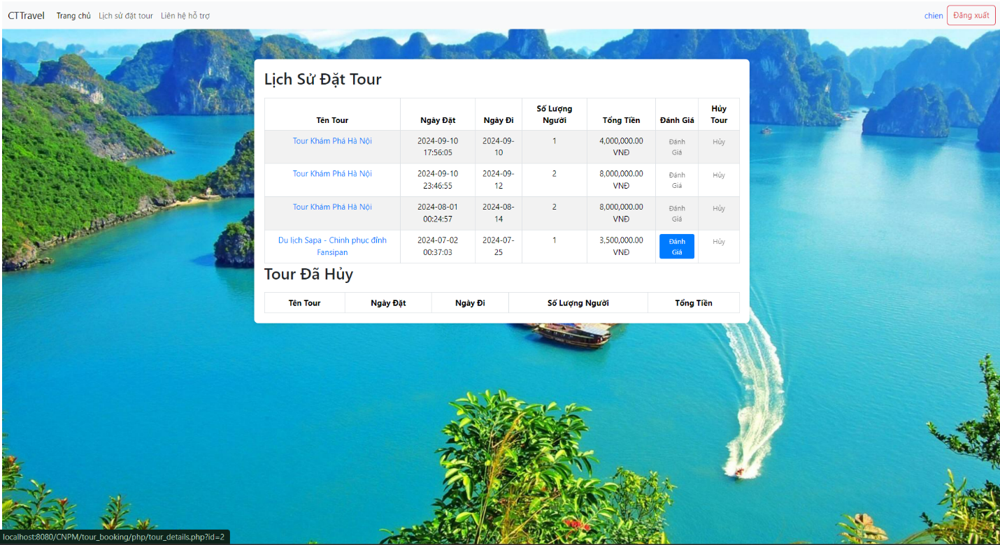 CTTravel Trang chủ Lịch sử đặt tour Liên hệ hỗ trợ chien Đăng xuất
Lịch Sử Đặt Tour
Tên Tour Ngày Đặt Ngày Đi Số Lượng Người Tổng Tiền Đánh Giá Hủy Tour
Tour Khám Phá Hà Nội 2024-09-10 17:56:05 2024-09-10 1 4,000,000.00 VNĐ Đánh Giá Hủy
Tour Khám Phá Hà Nội 2024-09-10 23:46:55 2024-09-12 2 8,000,000.00 VNĐ Đánh Giá Hủy
Tour Khám Phá Hà Nội 2024-08-01 00:24:57 2024-08-14 2 8,000,000.00 VNĐ Đánh Giá Hủy
Du lịch Sapa - Chinh phục đỉnh Fansipan 2024-07-02 00:37:03 2024-07-25 1 3,500,000.00 VNĐ Đánh Giá Hủy
Tour Đã Hủy
Tên Tour Ngày Đặt Ngày Đi Số Lượng Người Tổng Tiền
localhost:8080/CNPM/tour_booking/php/tour_details.php?id=2